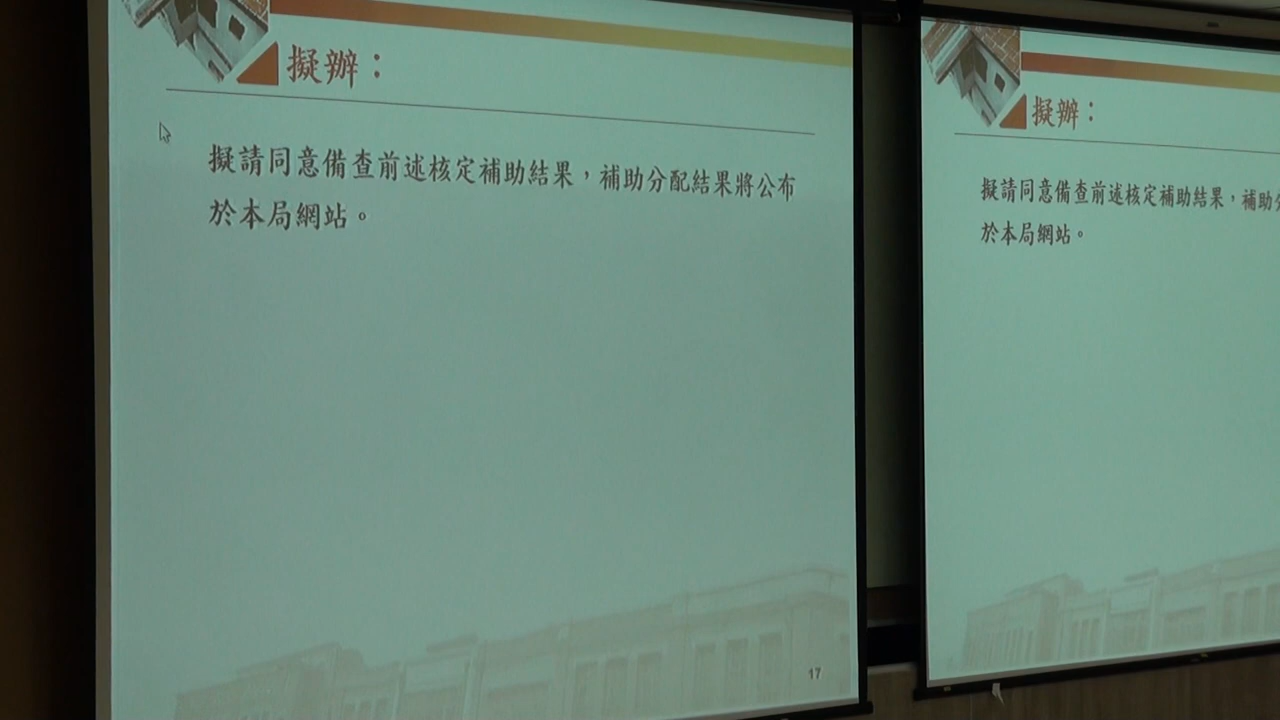 擬辦：
擬請同意備查前述核定補助結果，補助分配結果將公布
於本局網站。
17
擬辦：
擬請同意備查前述核定補助結果，補助分
於本局網站。